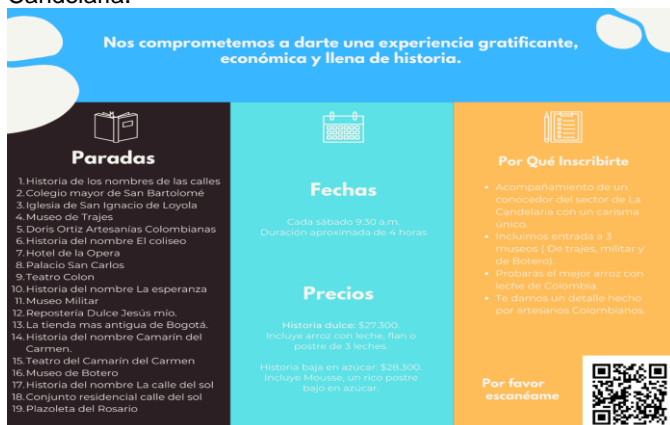 Candelaria.
Nos comprometemos a darte una experiencia gratificante,
económica y llena de historia.
Paradas
1. Historia de los nombres de las calles
2. Colegio mayor de San Bartolomé
3. Iglesia de San Ignacio de Loyola
4. Museo de Trajes
5. Doris Ortiz Artesanías Colombianas
6. Historia del nombre El coliseo
7. Hotel de la Opera
8. Palacio San Carlos
9. Teatro Colon
10. Historia del nombre La esperanza
11. Museo Militar
12. Repostería Dulce Jesús mío.
13. La tienda mas antigua de Bogotá.
14. Historia del nombre Camarín del
Carmen.
15. Teatro del Camarín del Carmen
16. Museo de Botero
17. Historia del nombre La calle del sol
18. Conjunto residencial calle del sol
19. Plazoleta del Rosario
Fechas
Cada sábado 9:30 a.m.
Duración aproximada de 4 horas
Precios
Historia dulce: $27.300.
Incluye arroz con leche, flan o
postre de 3 leches.
Historia baja en azúcar: $28.300.
Incluye Mousse, un rico postre
bajo en azúcar.
Por Qué Inscribirte
• Acompañamiento de un
conocedor del sector de La
Candelaria con un carisma
único.
• Incluimos entrada a 3
museos ( De trajes, militar y
de Botero).
• Probarás el mejor arroz con
leche de Colombia.
• Te damos un detalle hecho
por artesanos Colombianos.
Por favor
escanéame